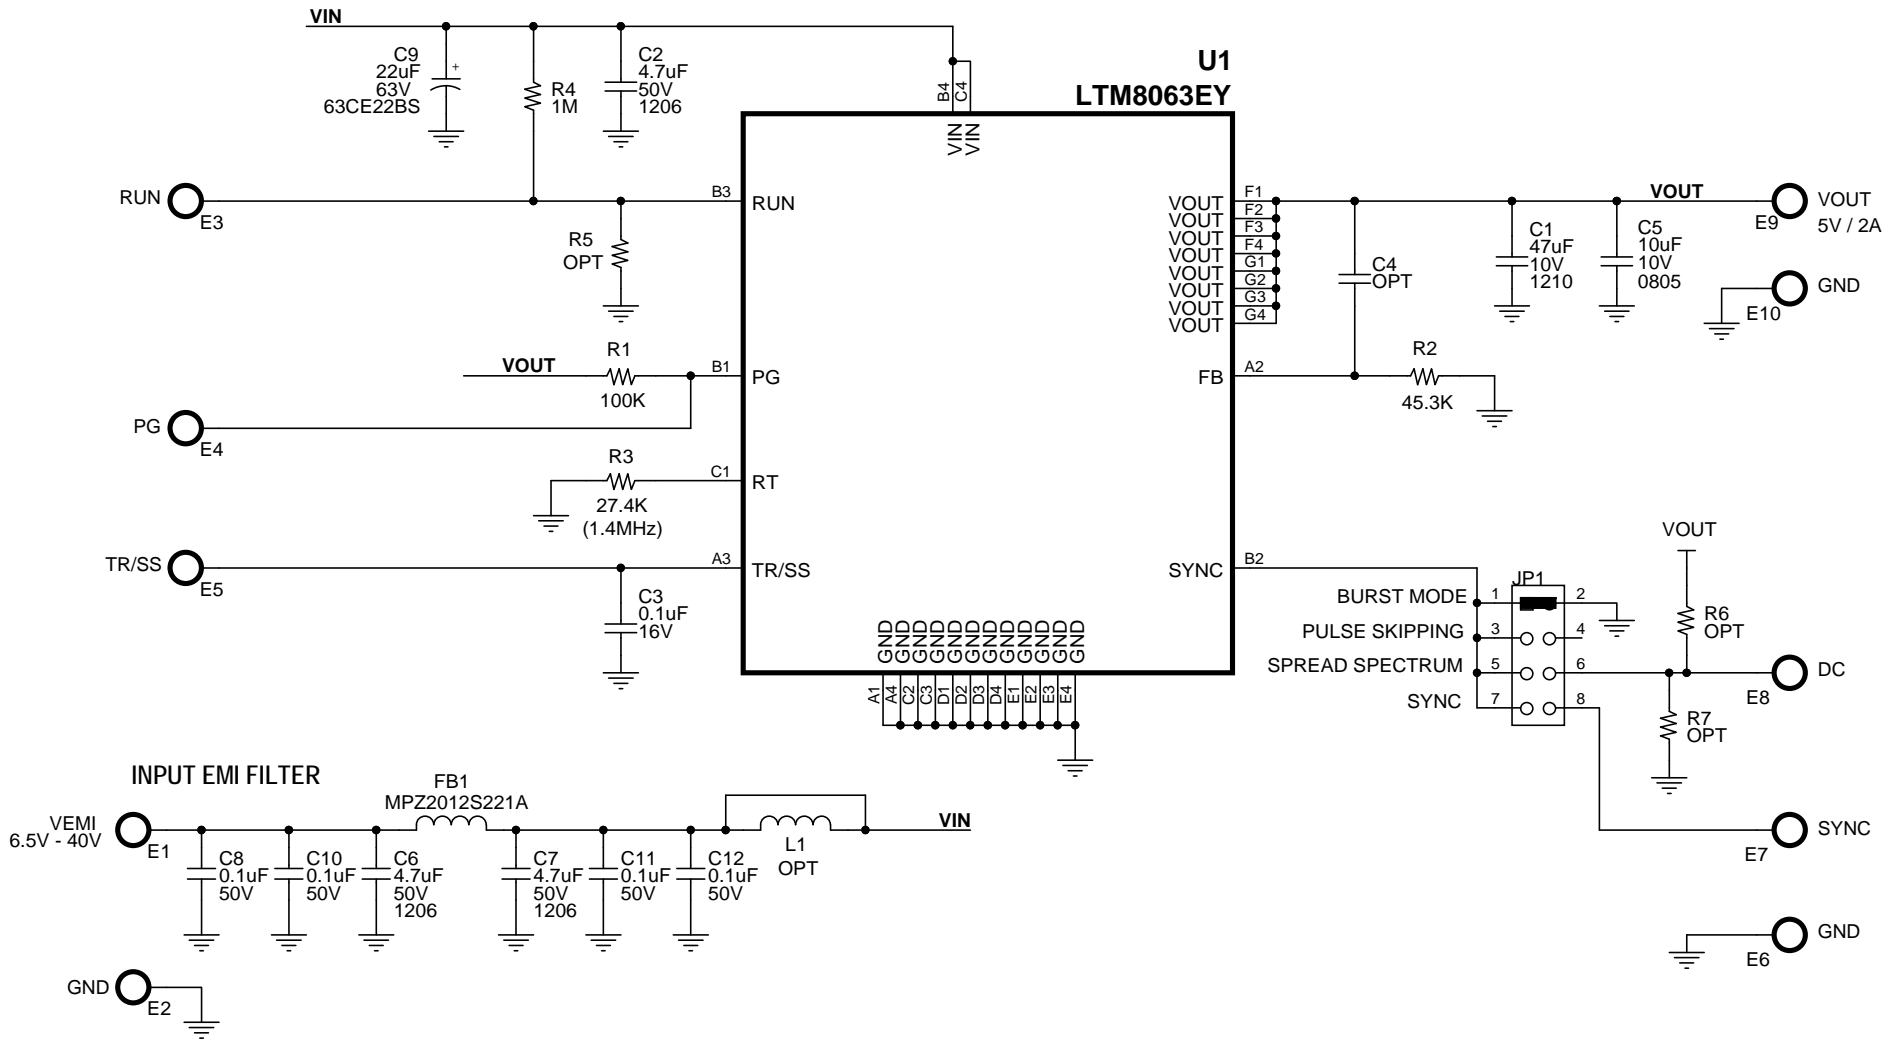 VIN
C9
22uF
63V
63CE22BS
+
R4
1M
C2
4.7uF
50V
1206
U1
LTM8063EY
B4
C4
VIN
VIN
RUN
E3
B3
RUN
R5
OPT
VOUT
R1
100K
B1
PG
PG
E4
R3
27.4K
(1.4MHz)
C1
RT
TR/SS
E5
A3
TR/SS
C3
0.1uF
16V
VOUT
VOUT
VOUT
VOUT
VOUT
VOUT
VOUT
VOUT
F1
F2
F3
F4
G1
G2
G3
G4
C4
OPT
C1
47uF
10V
1210
C5
10uF
10V
0805
VOUT
E9
VOUT
5V / 2A
GND
E10
FB
A2
R2
45.3K
SYNC
B2
VOUT
JP1
BURST MODE
1
2
PULSE SKIPPING
3
4
SPREAD SPECTRUM
5
6
SYNC
7
8
R6
OPT
R7
OPT
DC
E8
SYNC
E7
GND
E6
GND
GND
GND
GND
GND
GND
GND
GND
GND
GND
GND
GND
A1
A4
C2
C3
D1
D2
D3
D4
E1
E2
E3
E4
INPUT EMI FILTER
VEMI
6.5V - 40V
E1
C8
0.1uF
50V
C10
0.1uF
50V
C6
4.7uF
50V
1206
FB1
MPZ2012S221A
C7
4.7uF
50V
1206
C11
0.1uF
50V
C12
0.1uF
50V
L1
OPT
VIN
GND
E2